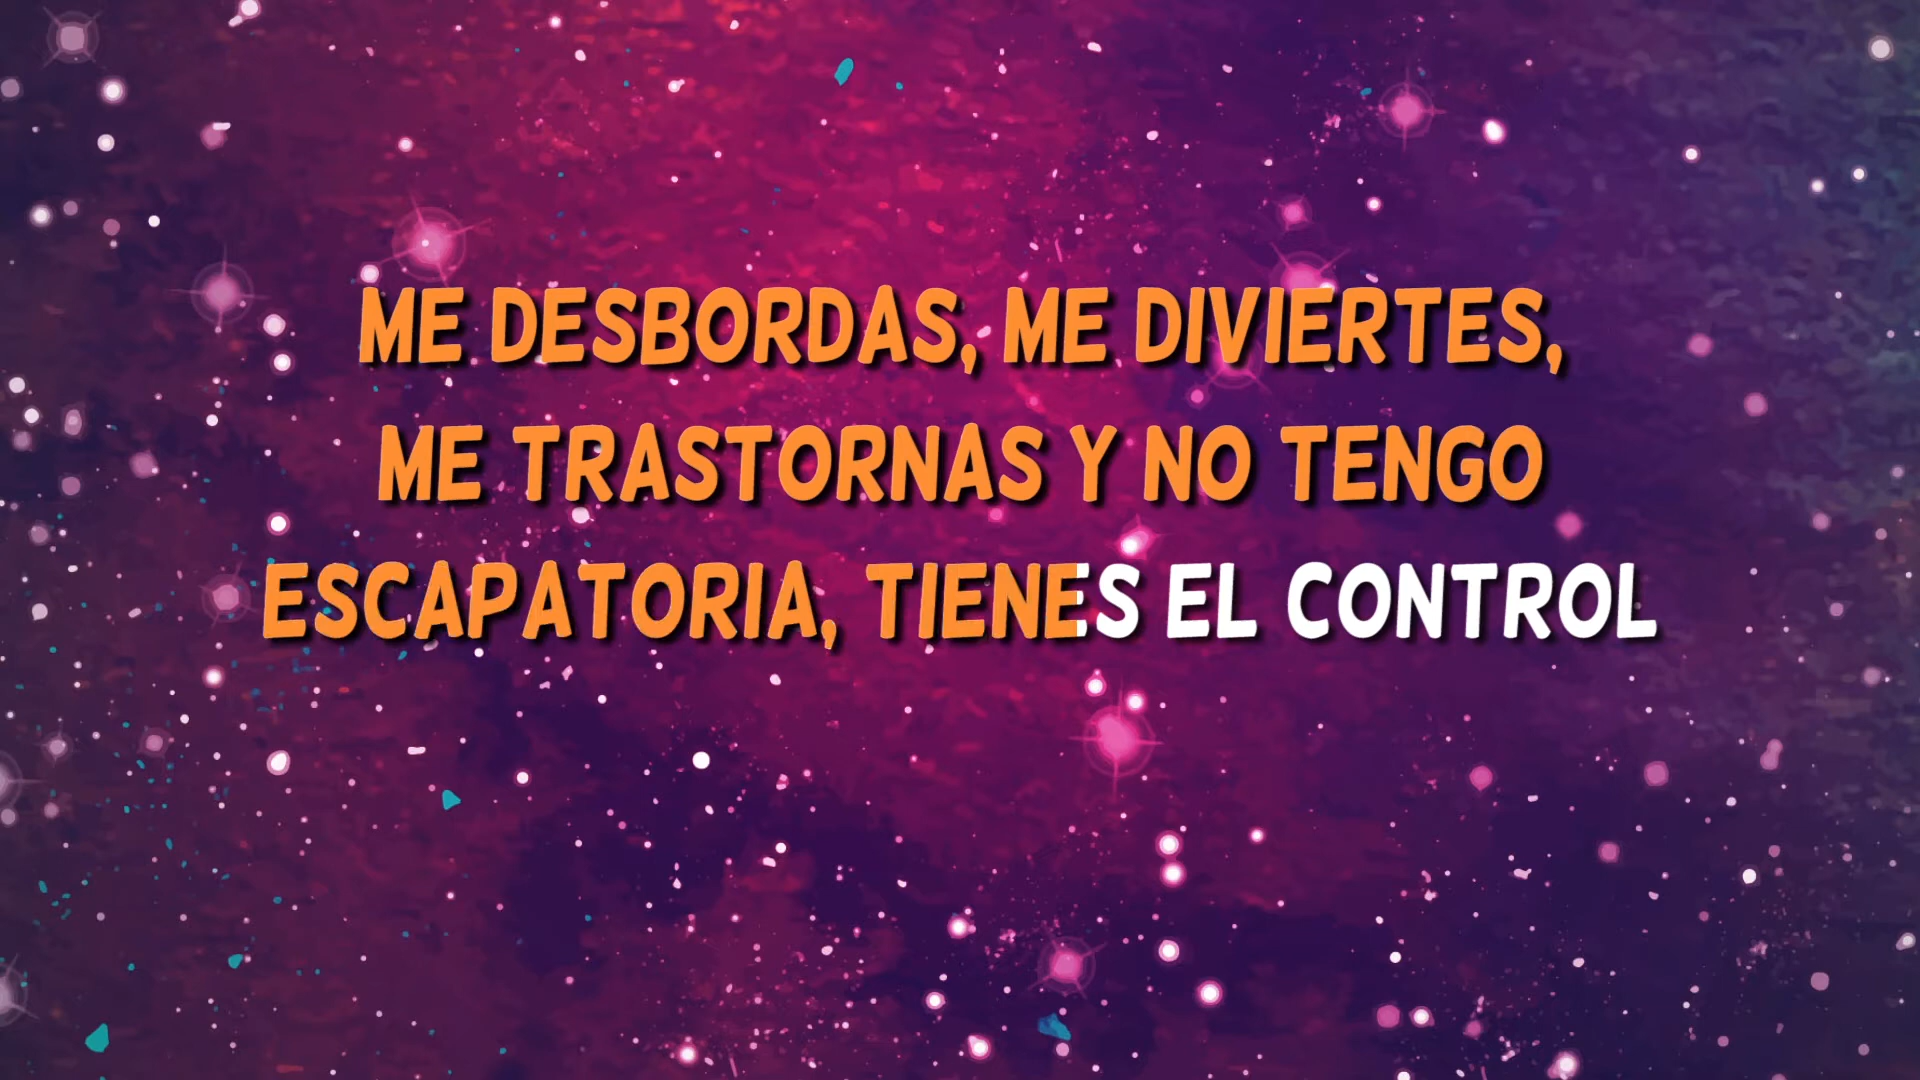 ME DESBORDAS, ME DIVIERTES,
ME TRASTORNAS Y NO TENGO
ESCAPATORIA, TIENES EL CONTROL